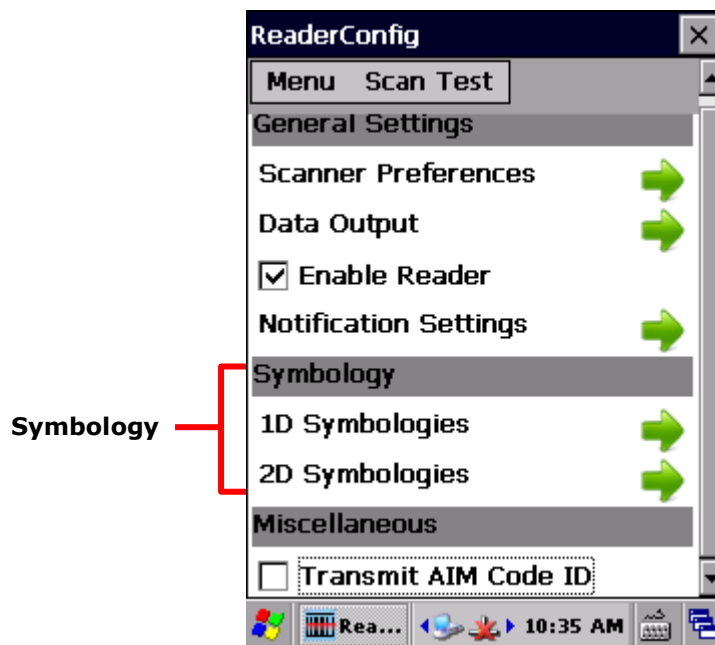 ReaderConfig
Menu Scan Test
General Settings
Scanner Preferences
Data Output
Enable Reader
Notification Settings
Symbology
Symbology
1D Symbologies
2D Symbologies
Miscellaneous
Transmit AIM Code ID
Rea... 10:35 AM